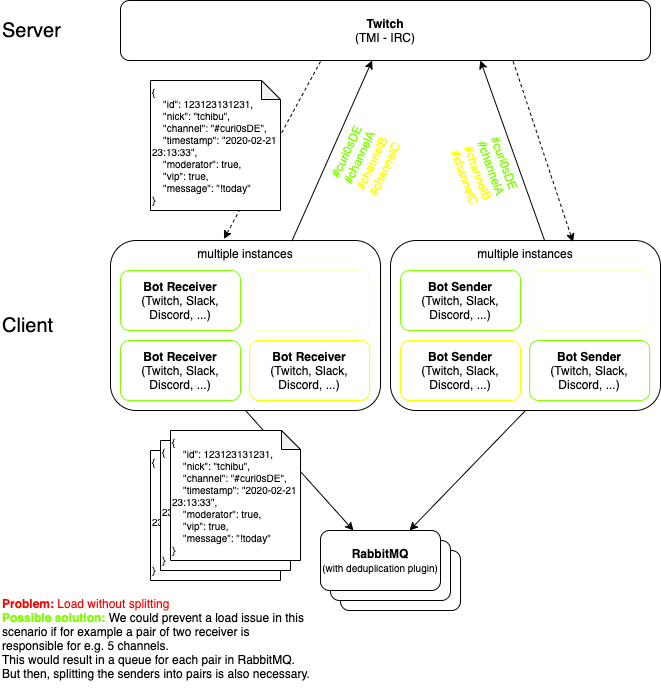 Server
Twitch
(TMI - IRC)
{
"id": 123123131231,
"nick": "tchibu",
"channel": "#curi0sDE",
"timestamp": "2020-02-21
23:13:33",
"moderator": true,
"vip": true,
"message": "!today"
}
#curi0sDE
#channelA
#channelB
#channelC
#curi0sDE
#channelA
#channelB
#channelC
Client
multiple instances
Bot Receiver
(Twitch, Slack,
Discord, ...)
Bot Receiver
(Twitch, Slack,
Discord, ...)
Bot Receiver
(Twitch, Slack,
Discord, ...)
multiple instances
Bot Sender
(Twitch, Slack,
Discord, ...)
Bot Sender
(Twitch, Slack,
Discord, ...)
Bot Sender
(Twitch, Slack,
Discord, ...)
{
"id": 123123131231,
"nick": "tchibu",
"channel": "#curi0sDE",
"timestamp": "2020-02-21
23:13:33",
"moderator": true,
"vip": true,
"message": "!today"
}
RabbitMQ
(with deduplication plugin)
Problem: Load without splitting
Possible solution: We could prevent a load issue in this
scenario if for example a pair of two receiver is
responsible for e.g. 5 channels.
This would result in a queue for each pair in RabbitMQ.
But then, splitting the senders into pairs is also necessary.